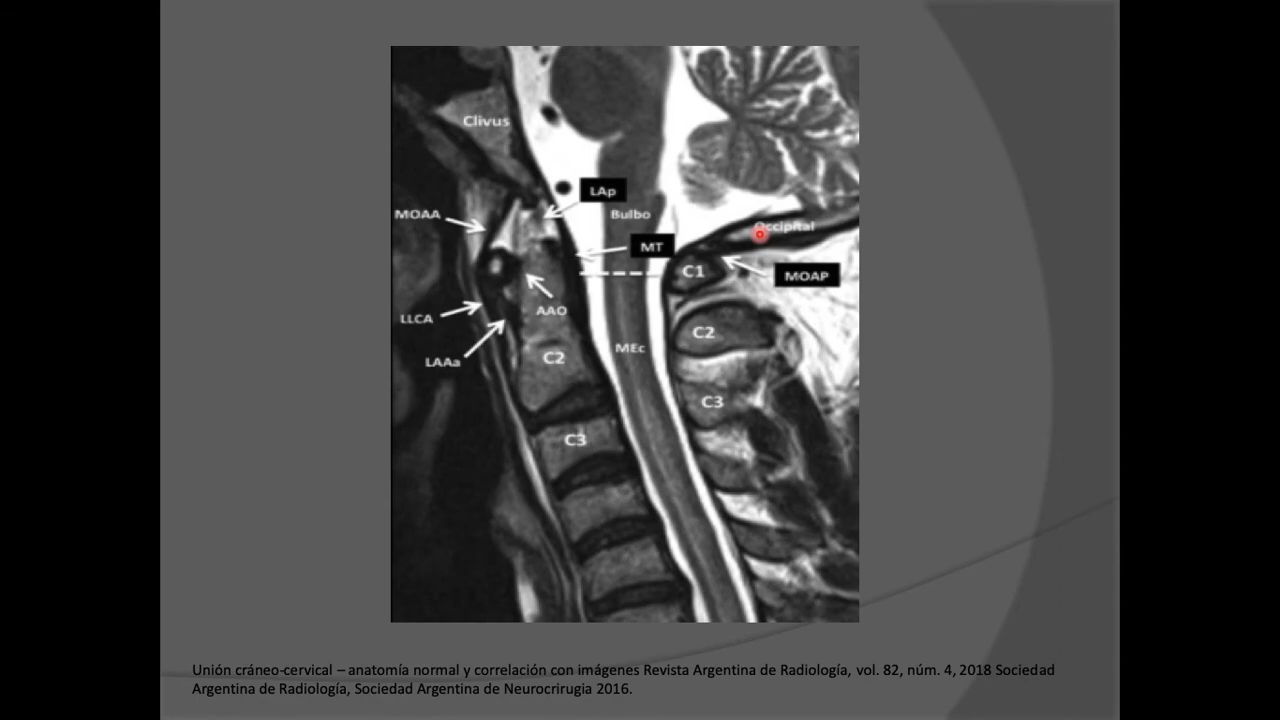 Clivus
LAp
MOAA
Bulbo
Occipital
MT
C1
MOAP
AAO
LLCA
C2
MEc
C2
LAAa
C3
C3
Unión cráneo-cervical – anatomía normal y correlación con imágenes Revista Argentina de Radiología, vol. 82, núm. 4, 2018 Sociedad
Argentina de Radiología, Sociedad Argentina de Neurocrirugia 2016.